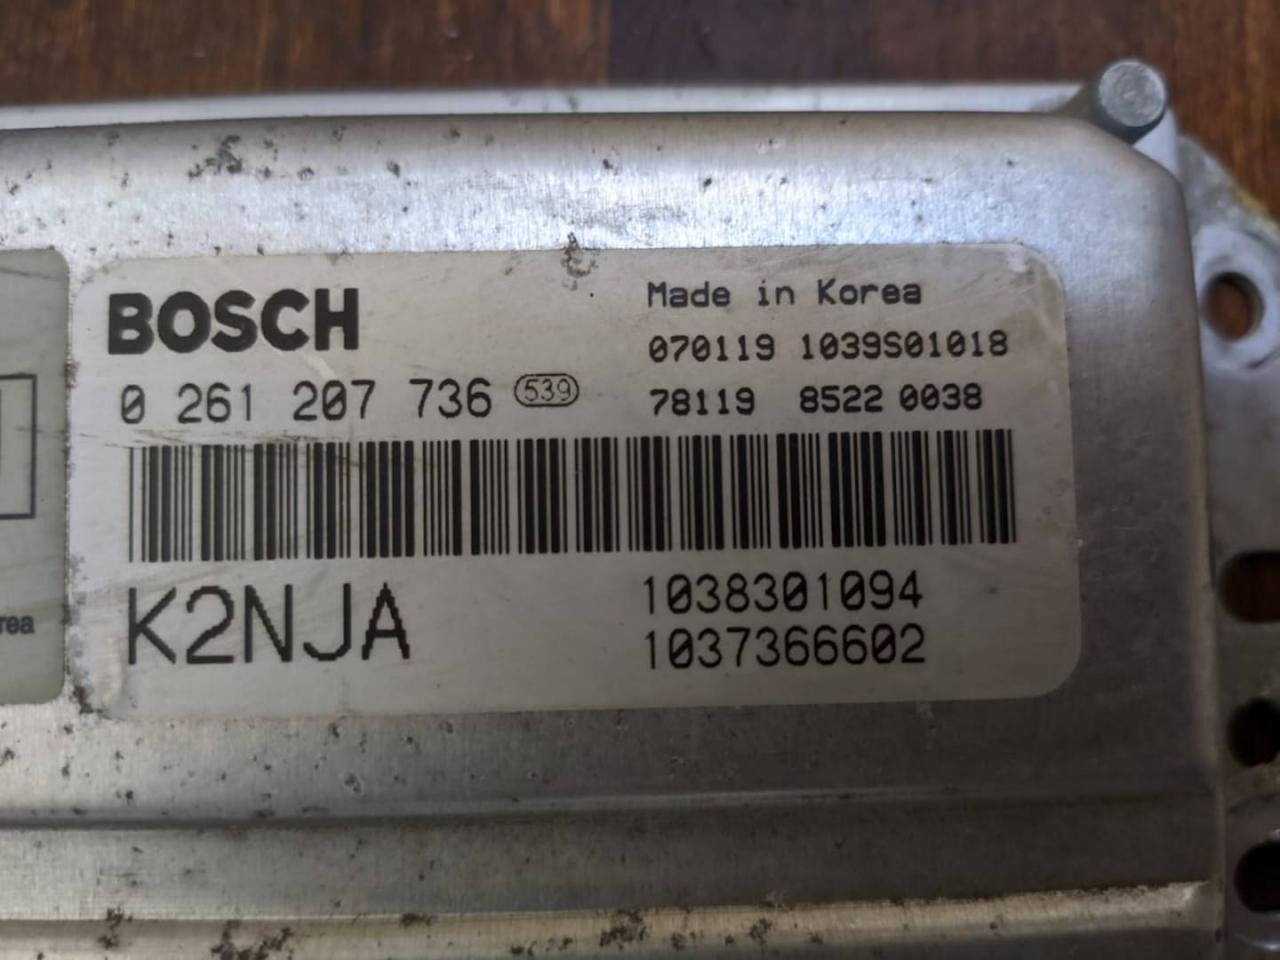 BOSCH
Made in Korea
070119 1039S01018
0 261 207 736 539
78119 8522 0038
K2NJA
1038301094
1037366602
rea